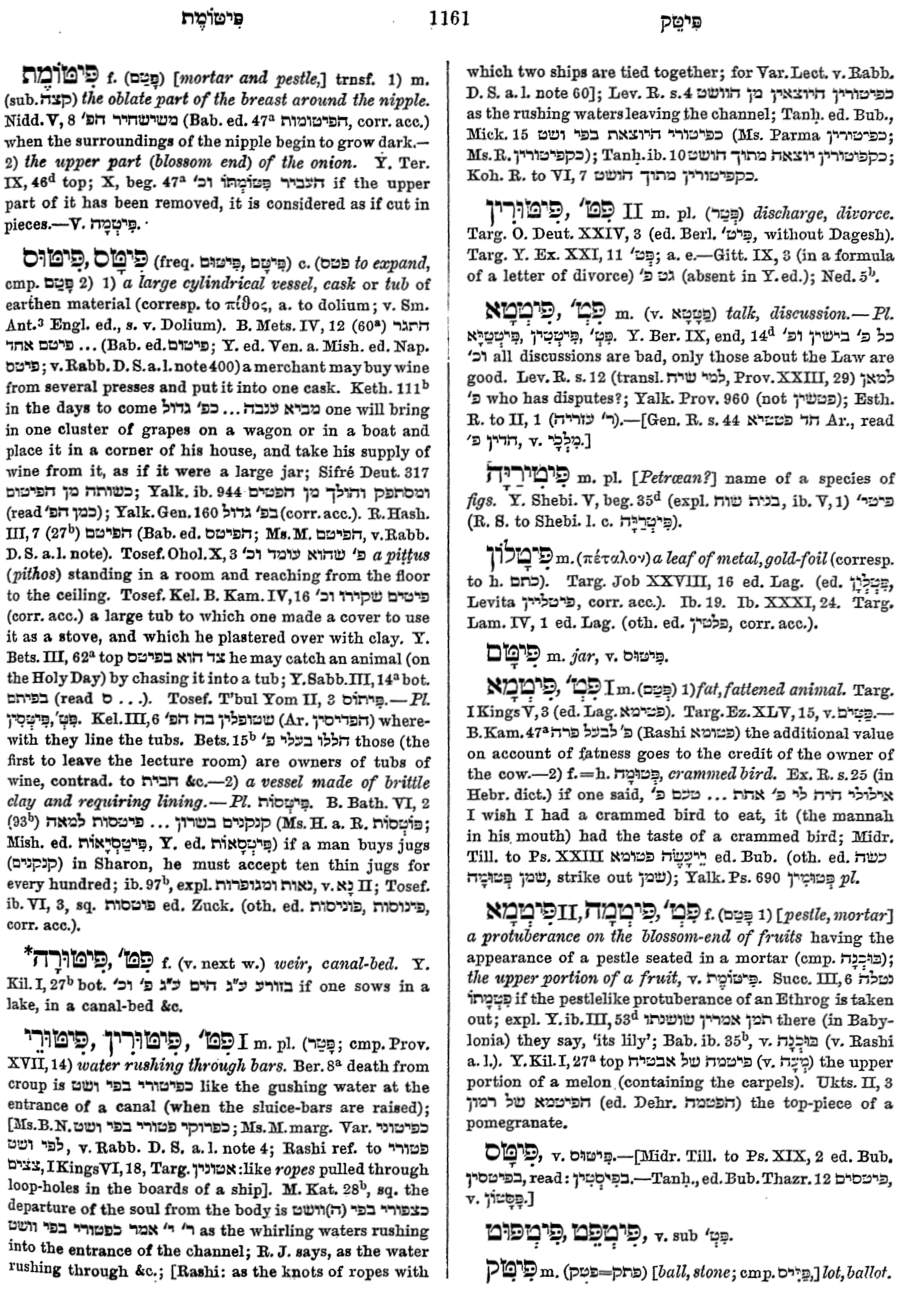 פִּיטוֹמֶת 1161 פִּיטֵּק
פִּיטוֹמֶת f. (פָּטַם) [mortar and pestle,] trnsf. 1) m.
(sub. קצה) the oblate part of the breast around the nipple.
Nidd. V, 8 משישחיר הפ׳ (Bab. ed. 47ᵃ הפיטומות, corr. acc.)
when the surroundings of the nipple begin to grow dark.—
2) the upper part (blossom end) of the onion. Y. Ter.
IX, 46ᵈ top; X, beg. 47ᵃ העביר פִּטּוֹמְתּוֹ וכ׳ if the upper
part of it has been removed, it is considered as if cut in
pieces.—V. פִּיטְמָה.
פִּיטָּס, פִּיטּוּס (freq. פִּיטָּם, פִּיטּוּם) c. (פטס to expand,
cmp. פָּטַם 2) 1) a large cylindrical vessel, cask or tub of
earthen material (corresp. to πίθος, a. to dolium; v. Sm.
Ant.³ Engl. ed., s. v. Dolium). B. Mets. IV, 12 (60ᵃ) התגר
... פיטס אחד (Bab. ed. פיטום; Y. ed. Ven. a. Mish. ed. Nap.
פיטס; v. Rabb. D. S. a. l. note 400) a merchant may buy wine
from several presses and put it into one cask. Keth. 111ᵇ
in the days to come מביא ענבה ... כפ׳ גדול one will bring
in one cluster of grapes on a wagon or in a boat and
place it in a corner of his house, and take his supply of
wine from it, as if it were a large jar; Sifré Deut. 317
ומסתפק והולך מן הפטים; Yalk. ib. 944 כשותה מן הפיטום
(read כמן הפ׳); Yalk. Gen. 160 בפ׳ גדול (corr. acc.). R. Hash.
III, 7 (27ᵇ) הפיטם (Bab. ed. הפיטס; Ms. M. הפיטם, v. Rabb.
D. S. a. l. note). Tosef. Ohol. X, 3 פ׳ שהוא עומד וכ׳ a pittus
(pithos) standing in a room and reaching from the floor
to the ceiling. Tosef. Kel. B. Kam. IV, 16 פיטים שקירו וכ׳
(corr. acc.) a large tub to which one made a cover to use
it as a stove, and which he plastered over with clay. Y.
Bets. III, 62ᵃ top צד הוא בפיטס he may catch an animal (on
the Holy Day) by chasing it into a tub; Y. Sabb. III, 14ᵃ bot.
בפיתם (read ס ...). Tosef. T'bul Yom II, 3 פיתוס.—Pl.
פִּיטְסִין, פִּטְּ׳. Kel. III, 6 שטופלין בה הפ׳ (Ar. הפדיסין) where-
with they line the tubs. Bets. 15ᵇ הללו בעלי פ׳ those (the
first to leave the lecture room) are owners of tubs of
wine, contrad. to חבית &c.—2) a vessel made of brittle
clay and requiring lining.—Pl. פִּיטָסוֹת. B. Bath. VI, 2
(93ᵇ) קנקנים בשרון ... פיטסות למאה (Ms. H. a. R. פּוֹטָסוֹת;
Mish. ed. פִּיטַסְיָאוֹת, Y. ed. פִּיטָסָאוֹת) if a man buys jugs
(קנקנים) in Sharon, he must accept ten thin jugs for
every hundred; ib. 97ᵇ, expl. נאות ומגופרות, v. נָא II; Tosef.
ib. VI, 3, sq. פוטסות ed. Zuck. (oth. ed. פינוסות, פוניסות,
corr. acc.).
*פִּיטּוּרָה, פִּטּ׳ f. (v. next w.) weir, canal-bed. Y.
Kil. I, 27ᵇ bot. בזורע ע״ג הים ע״ג פ׳ וכ׳ if one sows in a
lake, in a canal-bed &c.
פִּיטּוּרִין, פִּיטּוּרֵי, פִּטּ׳ I m. pl. (פָּטַר; cmp. Prov.
XVII, 14) water rushing through bars. Ber. 8ᵃ death from
croup is כפיטורי בפי ושט like the gushing water at the
entrance of a canal (when the sluice-bars are raised);
[Ms. B. N. כפרוקי פטורי בפי ושט; Ms. M. marg. Var. כפיטוני
לפי ושט, v. Rabb. D. S. a. l. note 4; Rashi ref. to פטורי
צצים, I Kings VI, 18, Targ. אטונין: like ropes pulled through
loop-holes in the boards of a ship]. M. Kat. 28ᵇ, sq. the
departure of the soul from the body is כצפורי בפי (ה)וושט
ר׳ י׳ אמר כפטורי בפי וושט as the whirling waters rushing
into the entrance of the channel; R. J. says, as the water
rushing through &c.; [Rashi: as the knots of ropes with
which two ships are tied together; for Var. Lect. v. Rabb.
D. S. a. l. note 60]; Lev. R. s. 4 כפיטורין היוצאין מן הוושט
as the rushing waters leaving the channel; Tanḥ. ed. Bub.,
Mick. 15 כפיטורי היוצאת בפי ושט (Ms. Parma כפיטורין;
Ms. R. כקפיטורין); Tanḥ. ib. 10 כקפיטורין יוצאה מתוך הושט;
Koh. R. to VI, 7 כקפיטורין מתוך הושט.
פִּיטּוּרִין, פִּטּ׳ II m. pl. (פָּטַר) discharge, divorce.
Targ. O. Deut. XXIV, 3 (ed. Berl. פִּיט׳, without Dagesh).
Targ. Y. Ex. XXI, 11 פִּטּ׳; a. e.—Gitt. IX, 3 (in a formula
of a letter of divorce) גט פ׳ (absent in Y. ed.); Ned. 5ᵇ.
פִּיטְטָא, פִּטְ׳ m. (v. פַּטְטָא) talk, discussion.—Pl.
פִּיטְטַיָּא, פִּיטְטִין, פִּטְ׳. Y. Ber. IX, end, 14ᵈ כל פ׳ בישין ופ׳
וכ׳ all discussions are bad, only those about the Law are
good. Lev. R. s. 12 (transl. למי שיח, Prov. XXIII, 29) למאן
פ׳ who has disputes?; Yalk. Prov. 960 (not פטשין); Esth.
R. to II, 1 (ר׳ עזריה).—[Gen. R. s. 44 חד פטטיא Ar., read
חדין פ׳, v. מַלְכָּי.]
פִּיטִירַיָּה m. pl. [Petræan?] name of a species of
figs. Y. Shebi. V, beg. 35ᵈ (expl. בנית שוח, ib. V, 1) פיטי׳
(R. S. to Shebi. l. c. פִּיטְרַיָּה).
פִּיטְלוֹן m. (πέταλον) a leaf of metal, gold-foil (corresp.
to h. כתם). Targ. Job XXVIII, 16 ed. Lag. (ed. פְּטָלְוָן,
Levita פיטליין, corr. acc.). Ib. 19. Ib. XXXI, 24. Targ.
Lam. IV, 1 ed. Lag. (oth. ed. פלטין, corr. acc.).
פִּיטָּם m. jar, v. פִּיטּוּס.
פִּיטְמָא, פִּטְ׳ I m. (פָּטַם) 1) fat, fattened animal. Targ.
I Kings V, 3 (ed. Lag. פטימא). Targ. Ez. XLV, 15, v. פַּטִּים.—
B. Kam. 47ᵃ פ׳ לבעל פרה (Rashi פטומא) the additional value
on account of fatness goes to the credit of the owner of
the cow.—2) f.=h. פְּטוּמָה, crammed bird. Ex. R. s. 25 (in
Hebr. dict.) if one said, אילולי היה לי פ׳ אחת ... טעם פ׳
I wish I had a crammed bird to eat, it (the mannah
in his mouth) had the taste of a crammed bird; Midr.
Till. to Ps. XXIII וְיֵיעָשֶׂה פטומא ed. Bub. (oth. ed. כשה
שמן פְּטוּמָה, strike out שמן); Yalk. Ps. 690 פְּטוּמִין pl.
פִּיטְמָא II, פִּיטְמָה, פִּטְ׳ f. (פָּטַם 1) [pestle, mortar]
a protuberance on the blossom-end of fruits having the
appearance of a pestle seated in a mortar (cmp. בּוּכְנָה);
the upper portion of a fruit, v. פִּיטוֹמֶת. Succ. III, 6 נטלה
פִּטְמָתוֹ if the pestlelike protuberance of an Ethrog is taken
out; expl. Y. ib. III, 53ᵈ תמן אמרין שושנתו there (in Baby-
lonia) they say, 'its lily'; Bab. ib. 35ᵇ, v. בּוּכְנָה (v. Rashi
a. l.). Y. Kil. I, 27ᵃ top פיטמה של אבטיח (v. מָעָה) the upper
portion of a melon (containing the carpels). Ukts. II, 3
הפיטמא של רמון (ed. Dehr. הפטמה) the top-piece of a
pomegranate.
פִּיטָּס, v. פִּיטּוּס.—[Midr. Till. to Ps. XIX, 2 ed. Bub.
בפיטסין, read: בפִּיסְטִין.—Tanḥ., ed. Bub. Thazr. 12 פיטסים,
v. פָּסְטוֹן.]
פִּיטְפֵּט, פִּיטְפּוּט, v. sub פִּטְ׳.
פִּיטֵּק m. (פתק=פטק) [ball, stone; cmp. פַּיִיס,] lot, ballot.